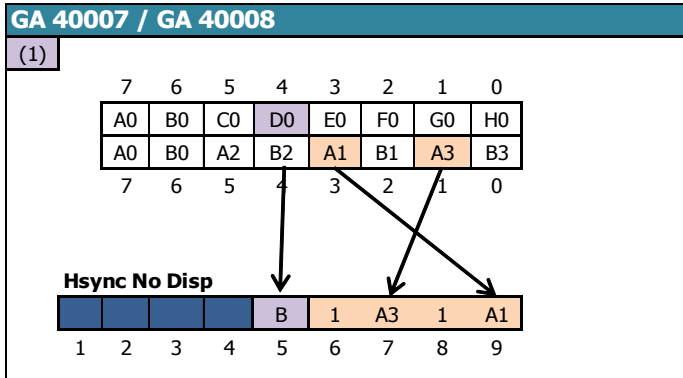 GA 40007 / GA 40008
(1)
7 6 5 4 3 2 1 0
A0 B0 C0 D0 E0 F0 G0 H0
A0 B0 A2 B2 A1 B1 A3 B3
7 6 5 4 3 2 1 0
Hsync No Disp
B 1 A3 1 A1
1 2 3 4 5 6 7 8 9